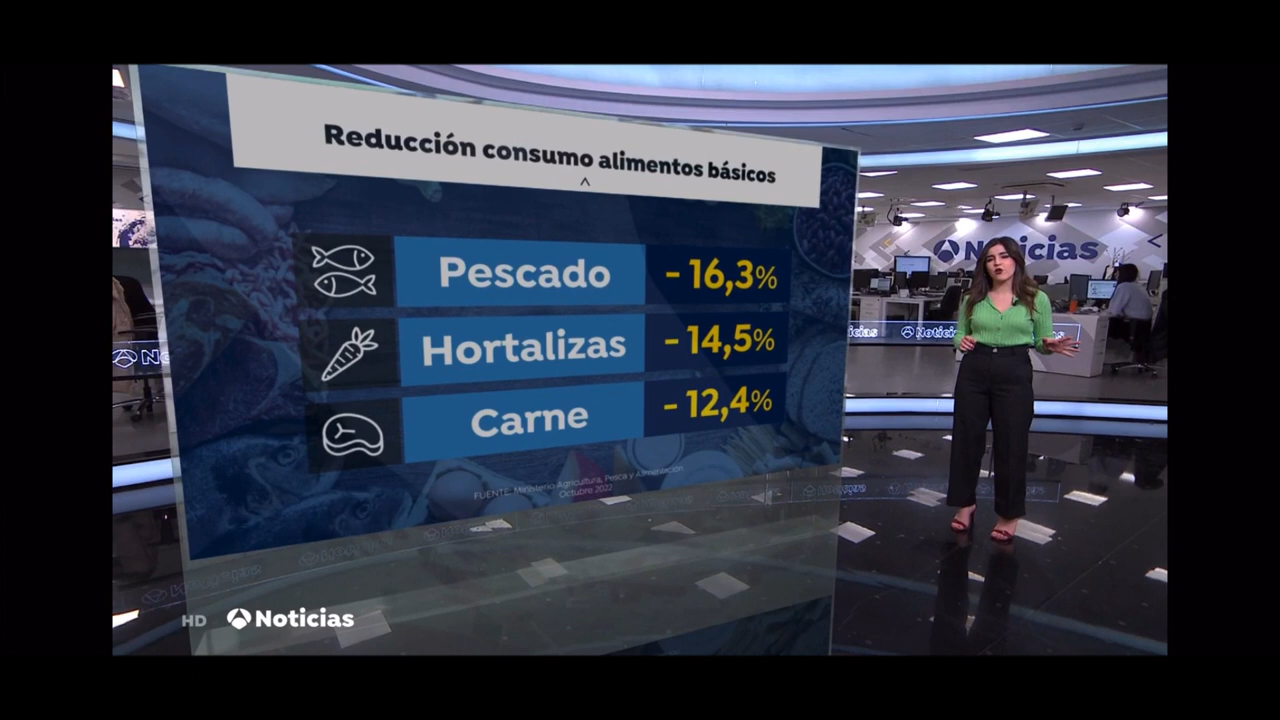 Reducción consumo alimentos básicos
Pescado - 16,3%
Hortalizas - 14,5%
Carne - 12,4%
FUENTE: Ministerio Agricultura, Pesca y Alimentación
Octubre 2022
Noticias
Noticias
HD Noticias